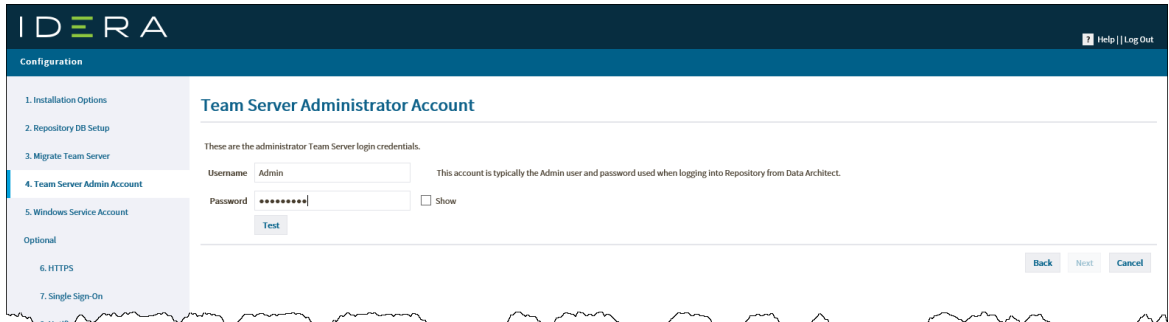 IDERA
? Help | | Log Out
Configuration
1. Installation Options
2. Repository DB Setup
3. Migrate Team Server
4. Team Server Admin Account
5. Windows Service Account
Optional
6. HTTPS
7. Single Sign-On
Team Server Administrator Account
These are the administrator Team Server login credentials.
Username Admin This account is typically the Admin user and password used when logging into Repository from Data Architect.
Password ●●●●●●●●● Show
Test
Back Next Cancel